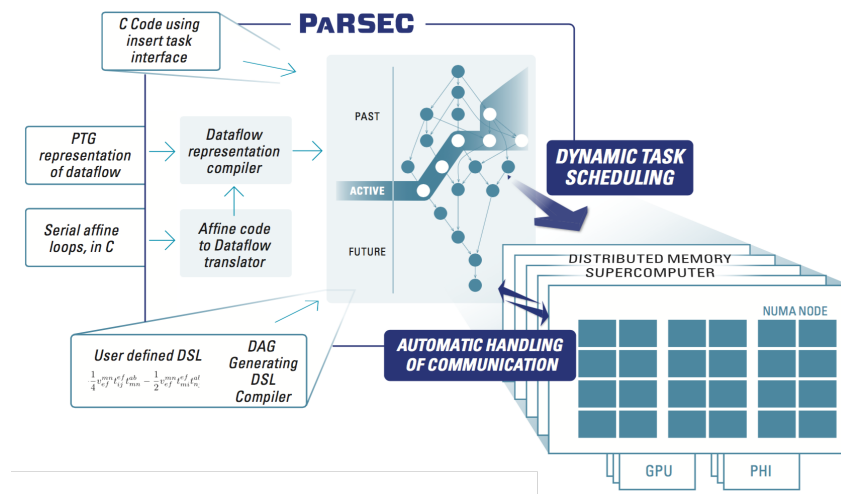 C Code using
insert task
interface
PaRSEC
PTG
representation
of dataflow
Dataflow
representation
compiler
Serial affine
loops, in C
Affine code
to Dataflow
translator
PAST
ACTIVE
FUTURE
DYNAMIC TASK
SCHEDULING
DISTRIBUTED MEMORY
SUPERCOMPUTER
NUMA NODE
AUTOMATIC HANDLING
OF COMMUNICATION
User defined DSL
DAG
Generating
DSL
Compiler
GPU
PHI